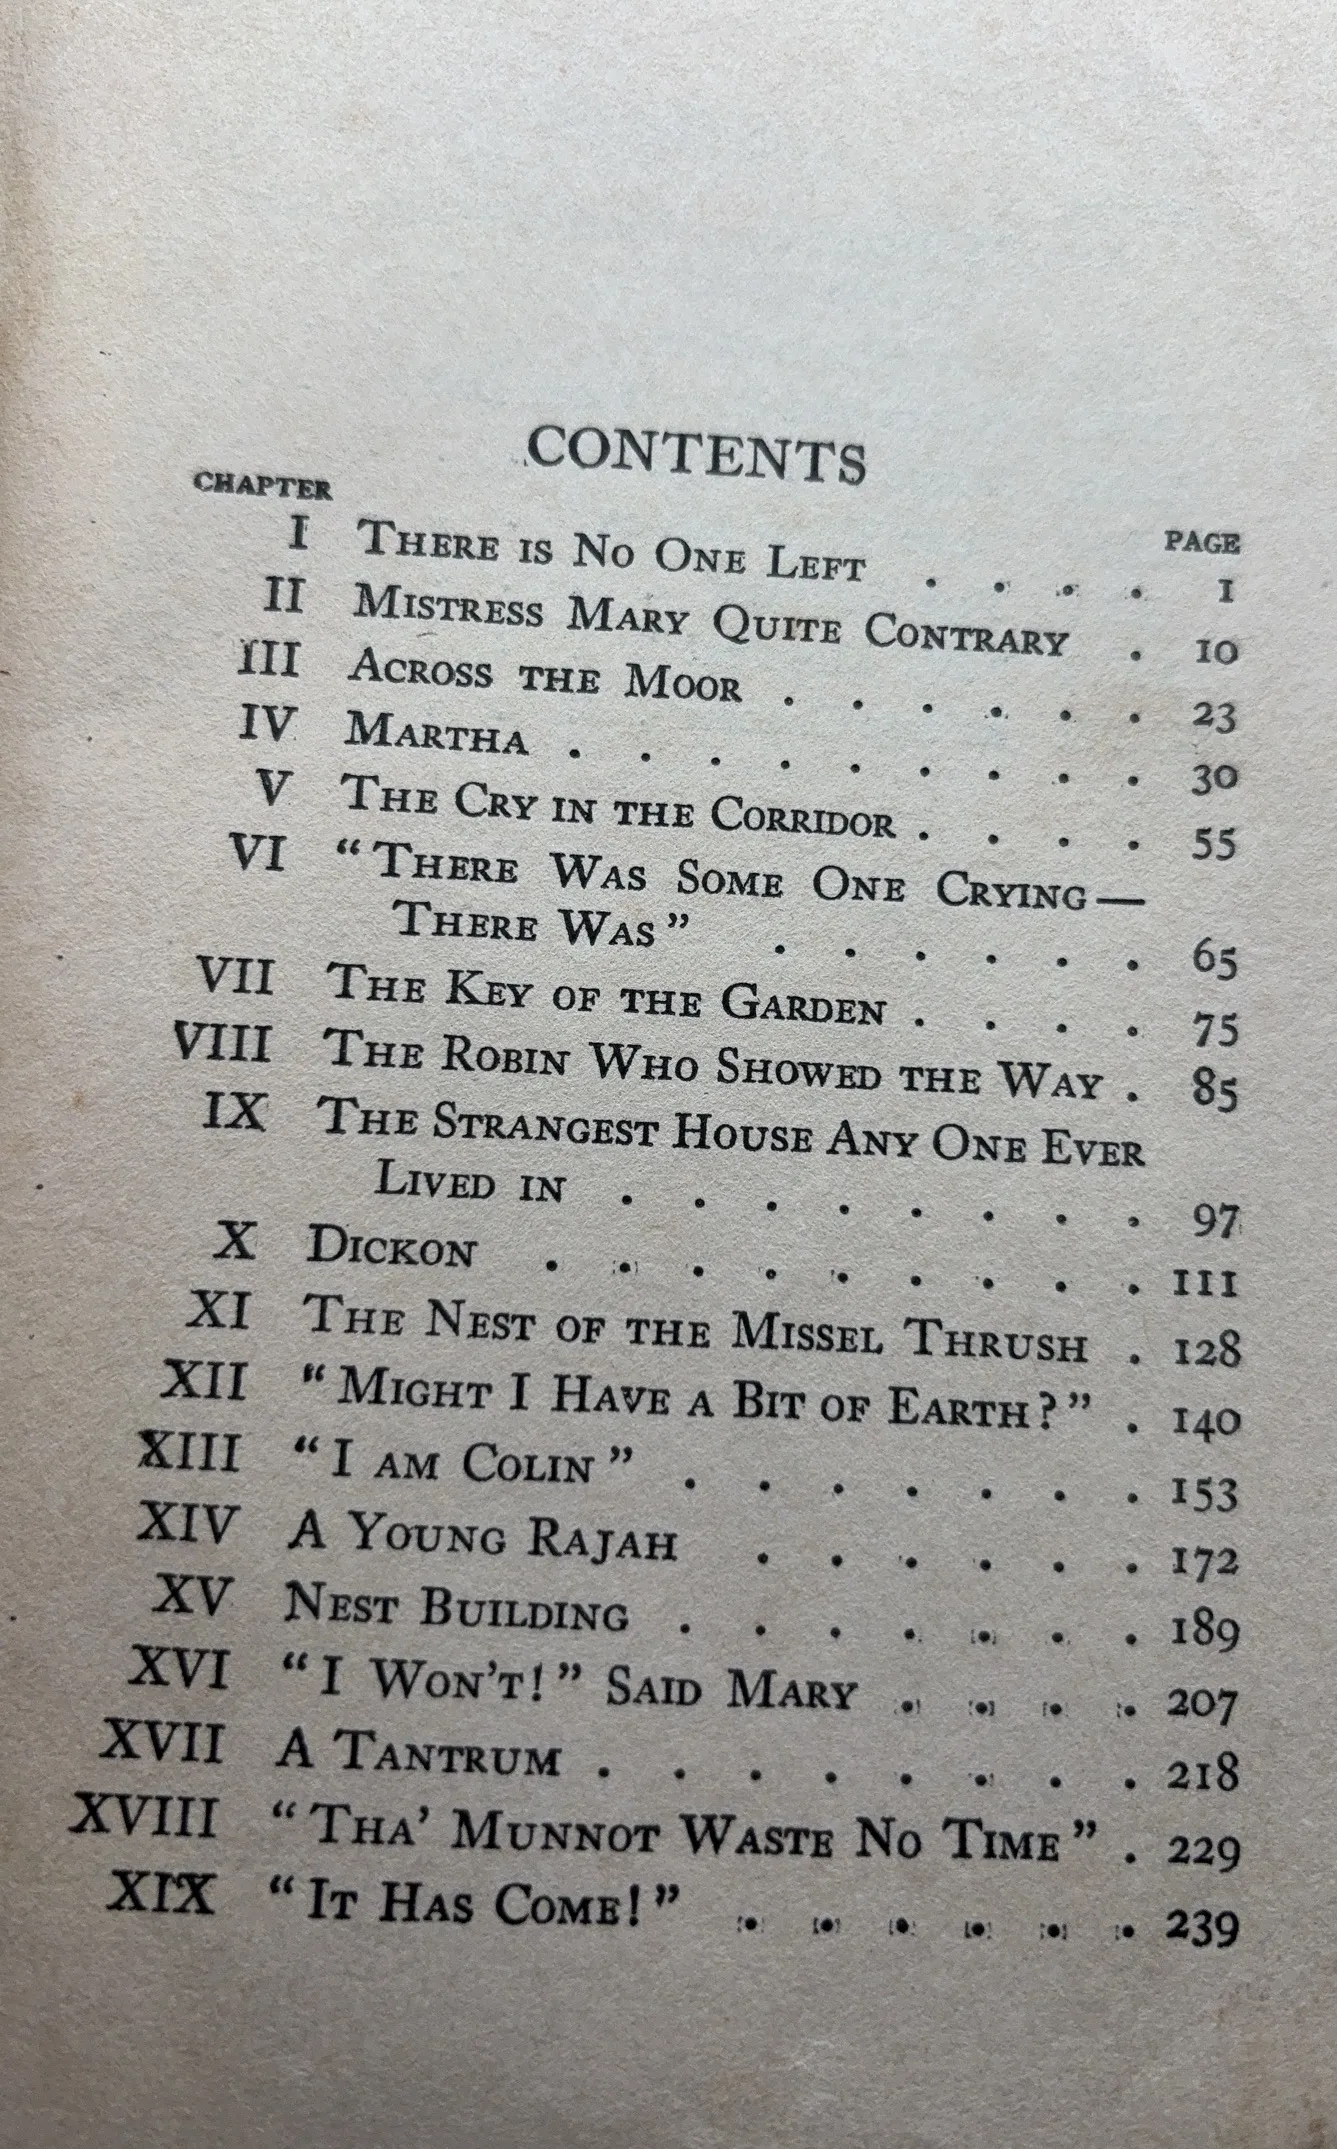 CONTENTS
CHAPTER PAGE
I THERE IS NO ONE LEFT . . . . 1
II MISTRESS MARY QUITE CONTRARY . 10
III ACROSS THE MOOR . . . . . . 23
IV MARTHA . . . . . . . . . 30
V THE CRY IN THE CORRIDOR . . . . 55
VI “THERE WAS SOME ONE CRYING—
THERE WAS” . . . . . . 65
VII THE KEY OF THE GARDEN . . . . 75
VIII THE ROBIN WHO SHOWED THE WAY . 85
IX THE STRANGEST HOUSE ANY ONE EVER
LIVED IN . . . . . . . . 97
X DICKON . . . . . . . . . 111
XI THE NEST OF THE MISSEL THRUSH . 128
XII “MIGHT I HAVE A BIT OF EARTH?” . 140
XIII “I AM COLIN” . . . . . . . 153
XIV A YOUNG RAJAH . . . . . . 172
XV NEST BUILDING . . . . . . . 189
XVI “I WON’T!” SAID MARY . . . . 207
XVII A TANTRUM . . . . . . . . 218
XVIII “THA’ MUNNOT WASTE NO TIME” . 229
XIX “IT HAS COME!” . . . . . . 239